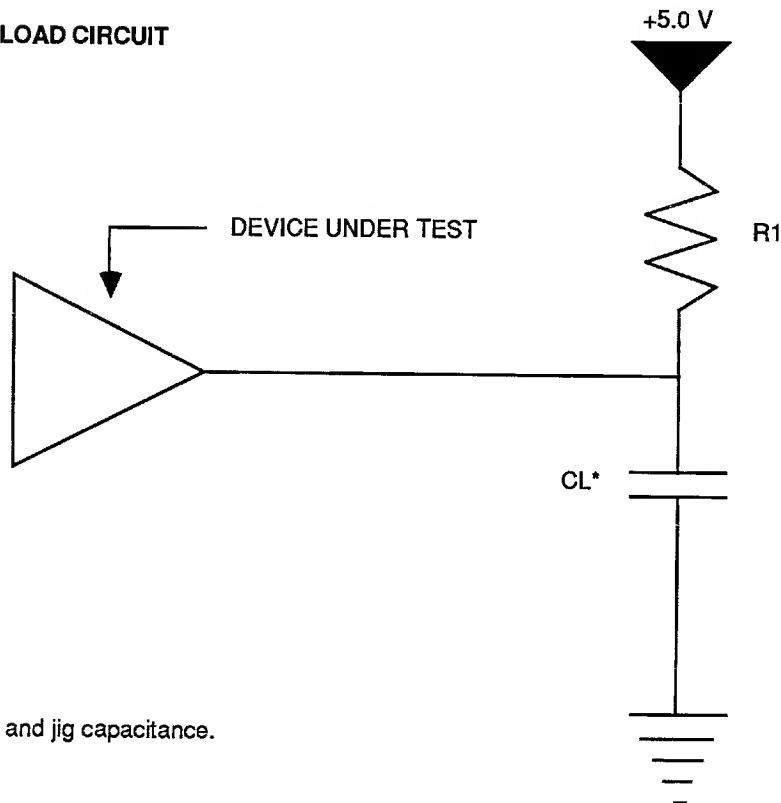 LOAD CIRCUIT
+5.0 V
DEVICE UNDER TEST
R1
CL*
and jig capacitance.